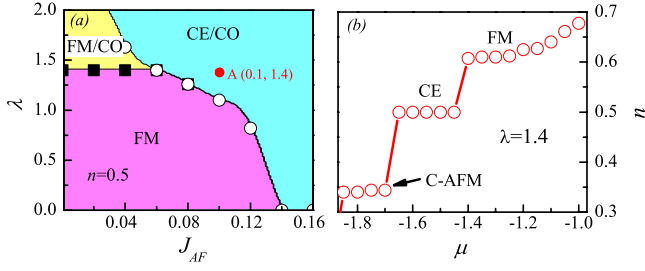 (a)
FM/CO
CE/CO
A (0.1, 1.4)
FM
n=0.5
2.0
1.5
1.0
0.5
0.0
λ
0.04 0.08 0.12 0.16
J_AF
(b)
FM
CE
λ=1.4
C-AFM
0.7
0.6
0.5
0.4
0.3
n
-1.8 -1.6 -1.4 -1.2 -1.0
μ